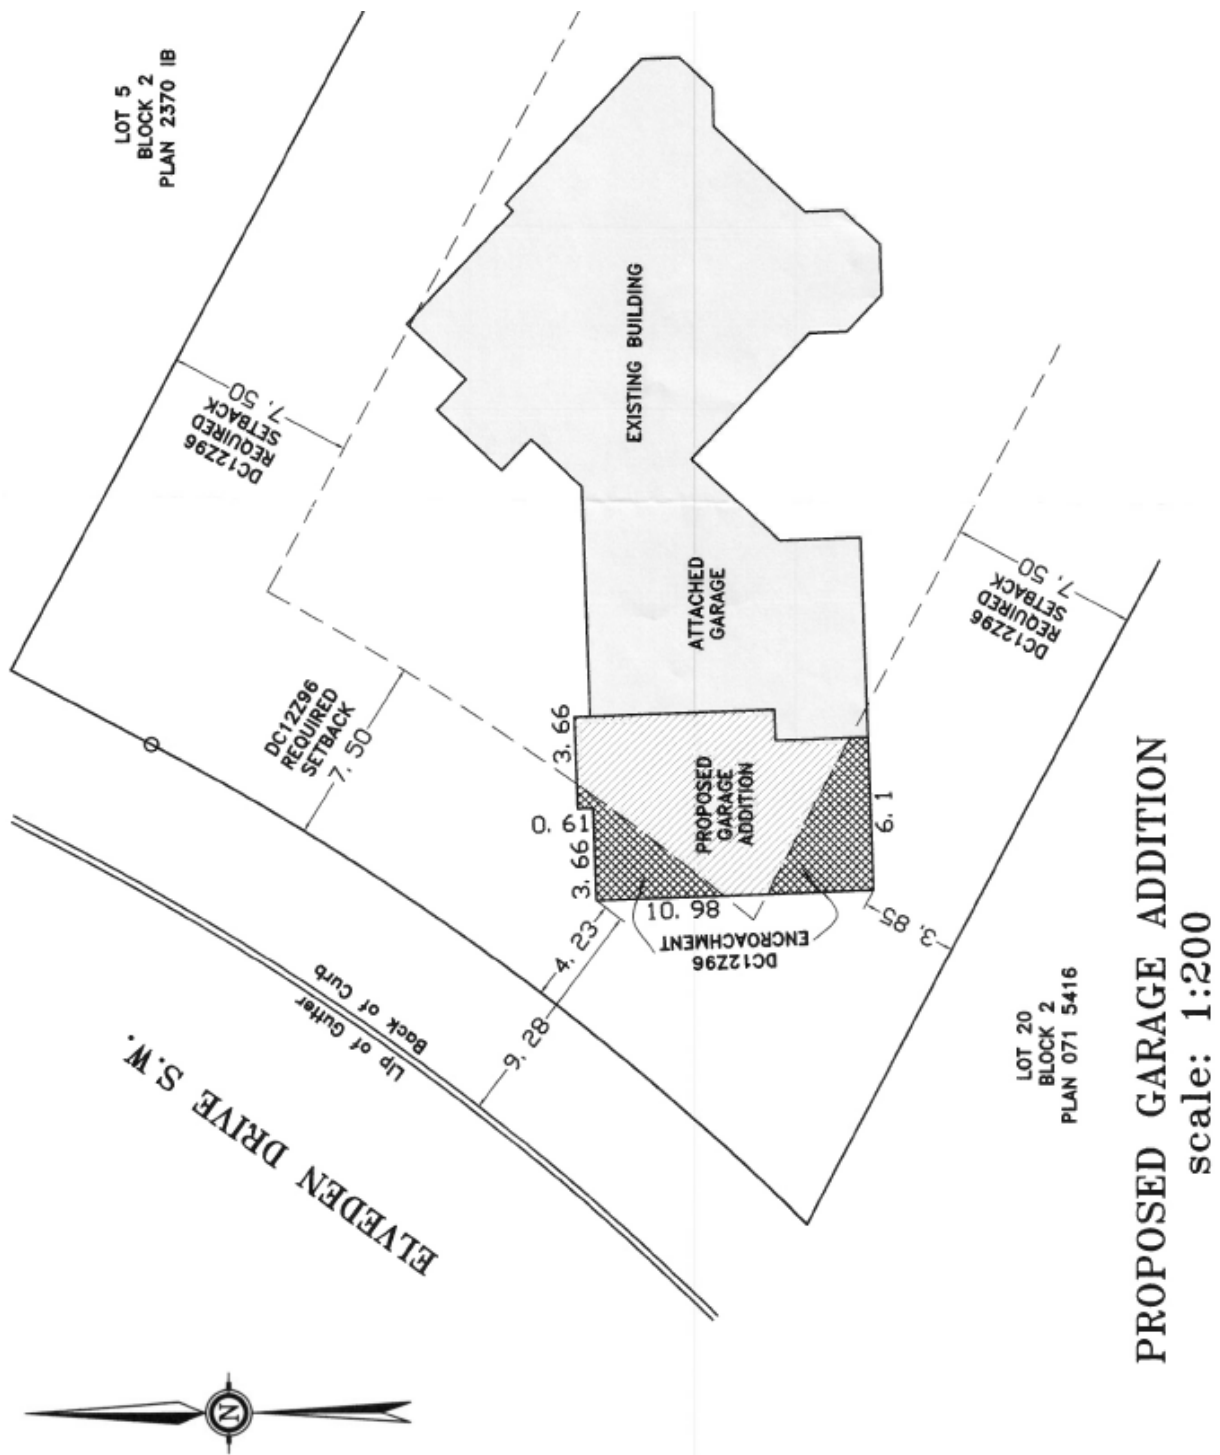 LOT 5
BLOCK 2
PLAN 2370 IB
DC12Z96
REQUIRED
SETBACK
7.50
EXISTING BUILDING
DC12Z96
REQUIRED
SETBACK
7.50
ATTACHED
GARAGE
DC12Z96
REQUIRED
SETBACK
7.50
3.66
0.61
3.66
PROPOSED
GARAGE
ADDITION
6.1
10.98
DC12Z96
ENCROACHMENT
4.23
9.28
3.85
Back of Curb
Lip of Gutter
ELVEDEN DRIVE S.W.
LOT 20
BLOCK 2
PLAN 071 5416
N
PROPOSED GARAGE ADDITION
scale: 1:200